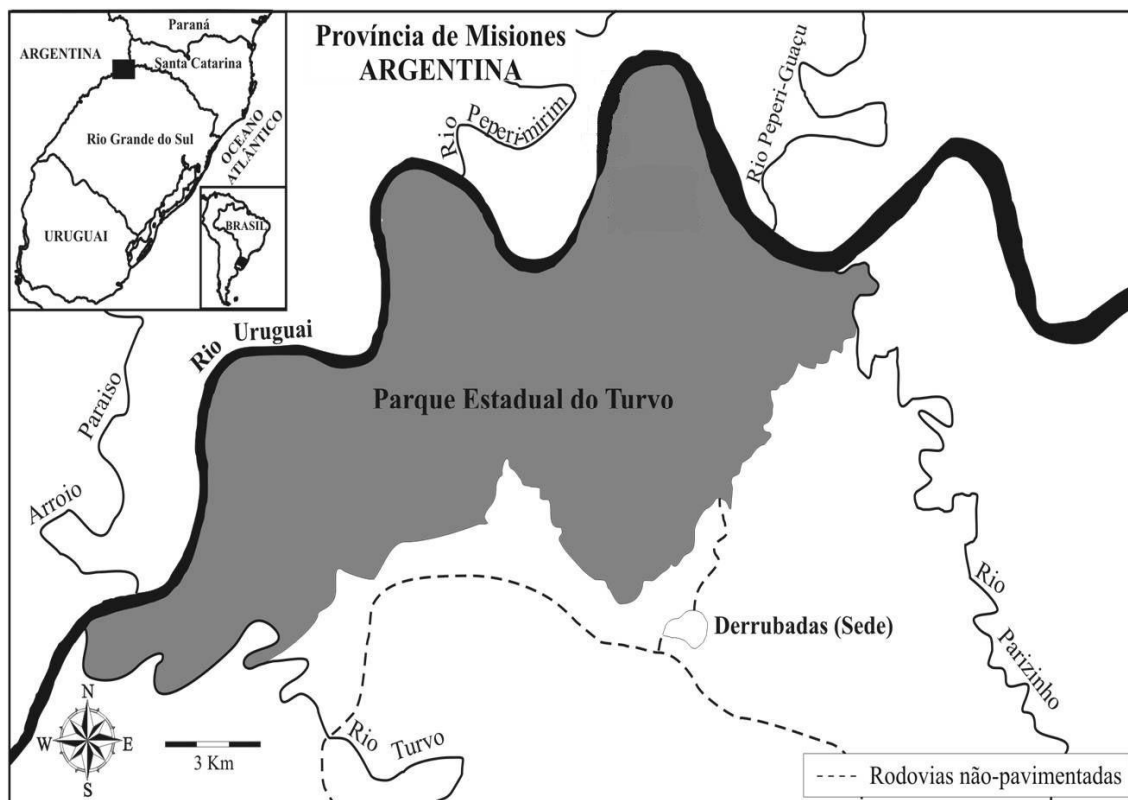 Paraná
ARGENTINA
Santa Catarina
Rio Grande do Sul
OCEANO
ATLÂNTICO
URUGUAI
BRASIL
Província de Misiones
ARGENTINA
Rio Peperi-mirim
Rio Peperi-Guaçu
Rio Uruguai
Arroio Paraiso
Parque Estadual do Turvo
Derrubadas (Sede)
Rio Parizinho
Rio Turvo
N
W E
S
3 Km
Rodovias não-pavimentadas